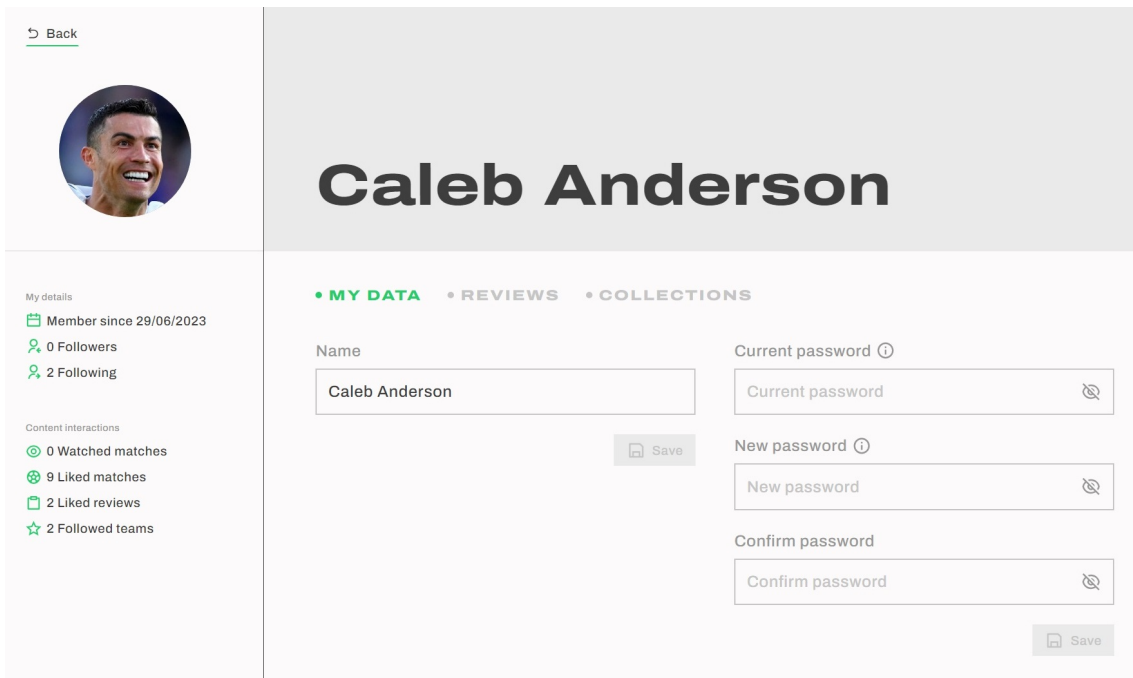 Back
Caleb Anderson
My details
Member since 29/06/2023
0 Followers
2 Following
Content interactions
0 Watched matches
9 Liked matches
2 Liked reviews
2 Followed teams
• MY DATA • REVIEWS • COLLECTIONS
Name
Caleb Anderson
Save
Current password
Current password
New password
New password
Confirm password
Confirm password
Save